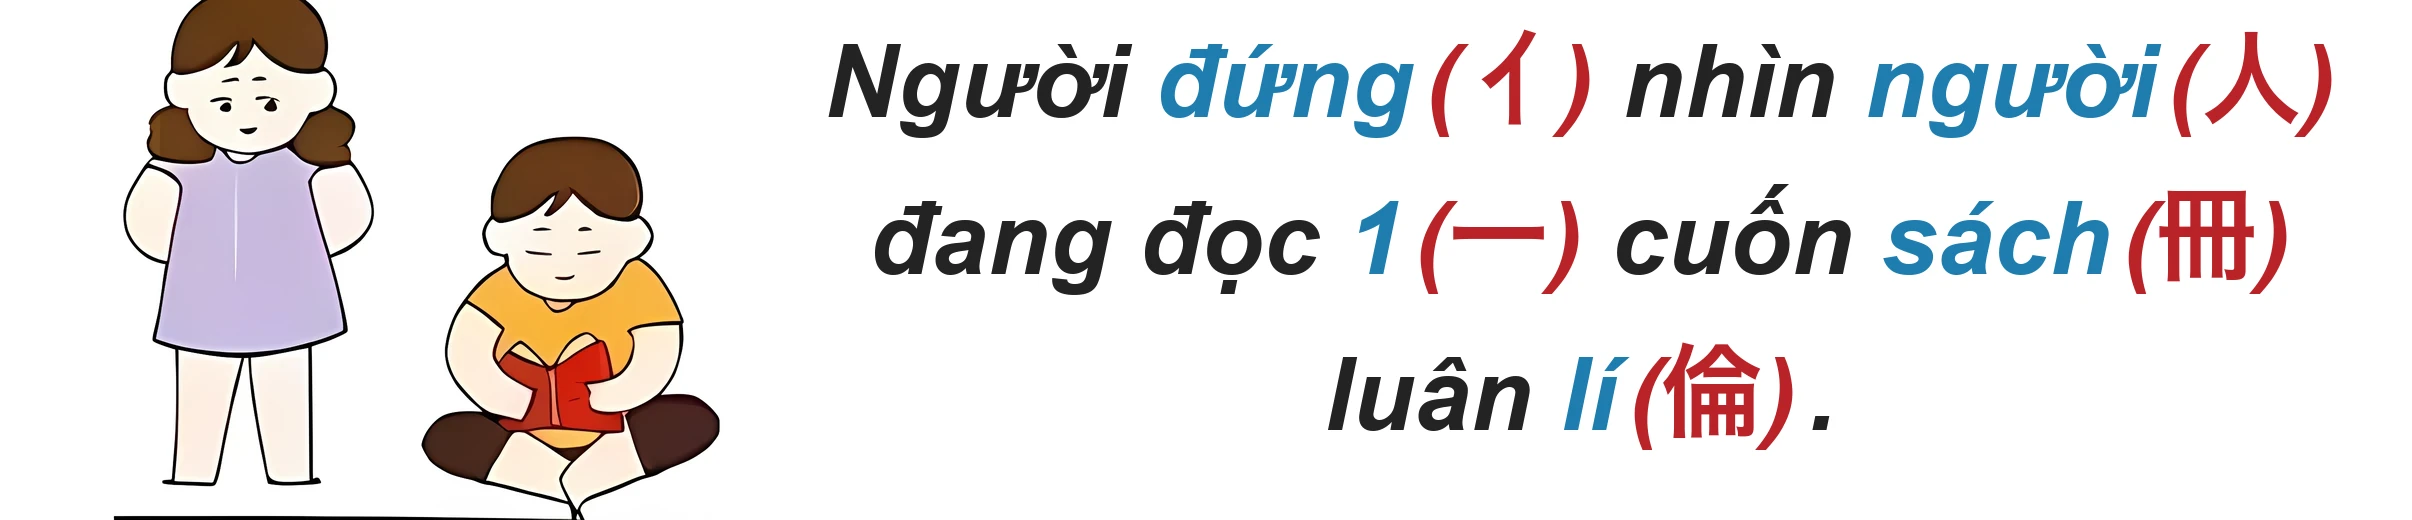 Người đứng(亻) nhìn người(人)
đang đọc 1(一) cuốn sách(冊)
luân lí(倫).